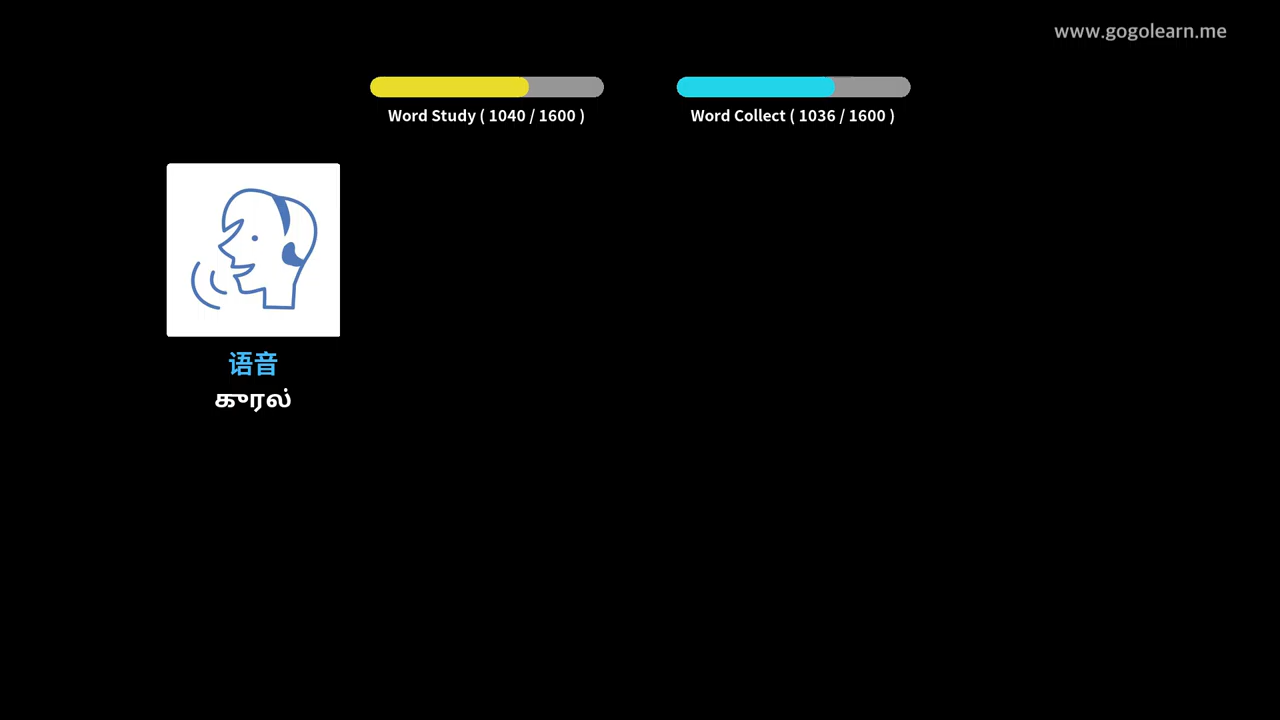 www.gogolearn.me
Word Study ( 1040 / 1600 )
Word Collect ( 1036 / 1600 )
语音
குரல்